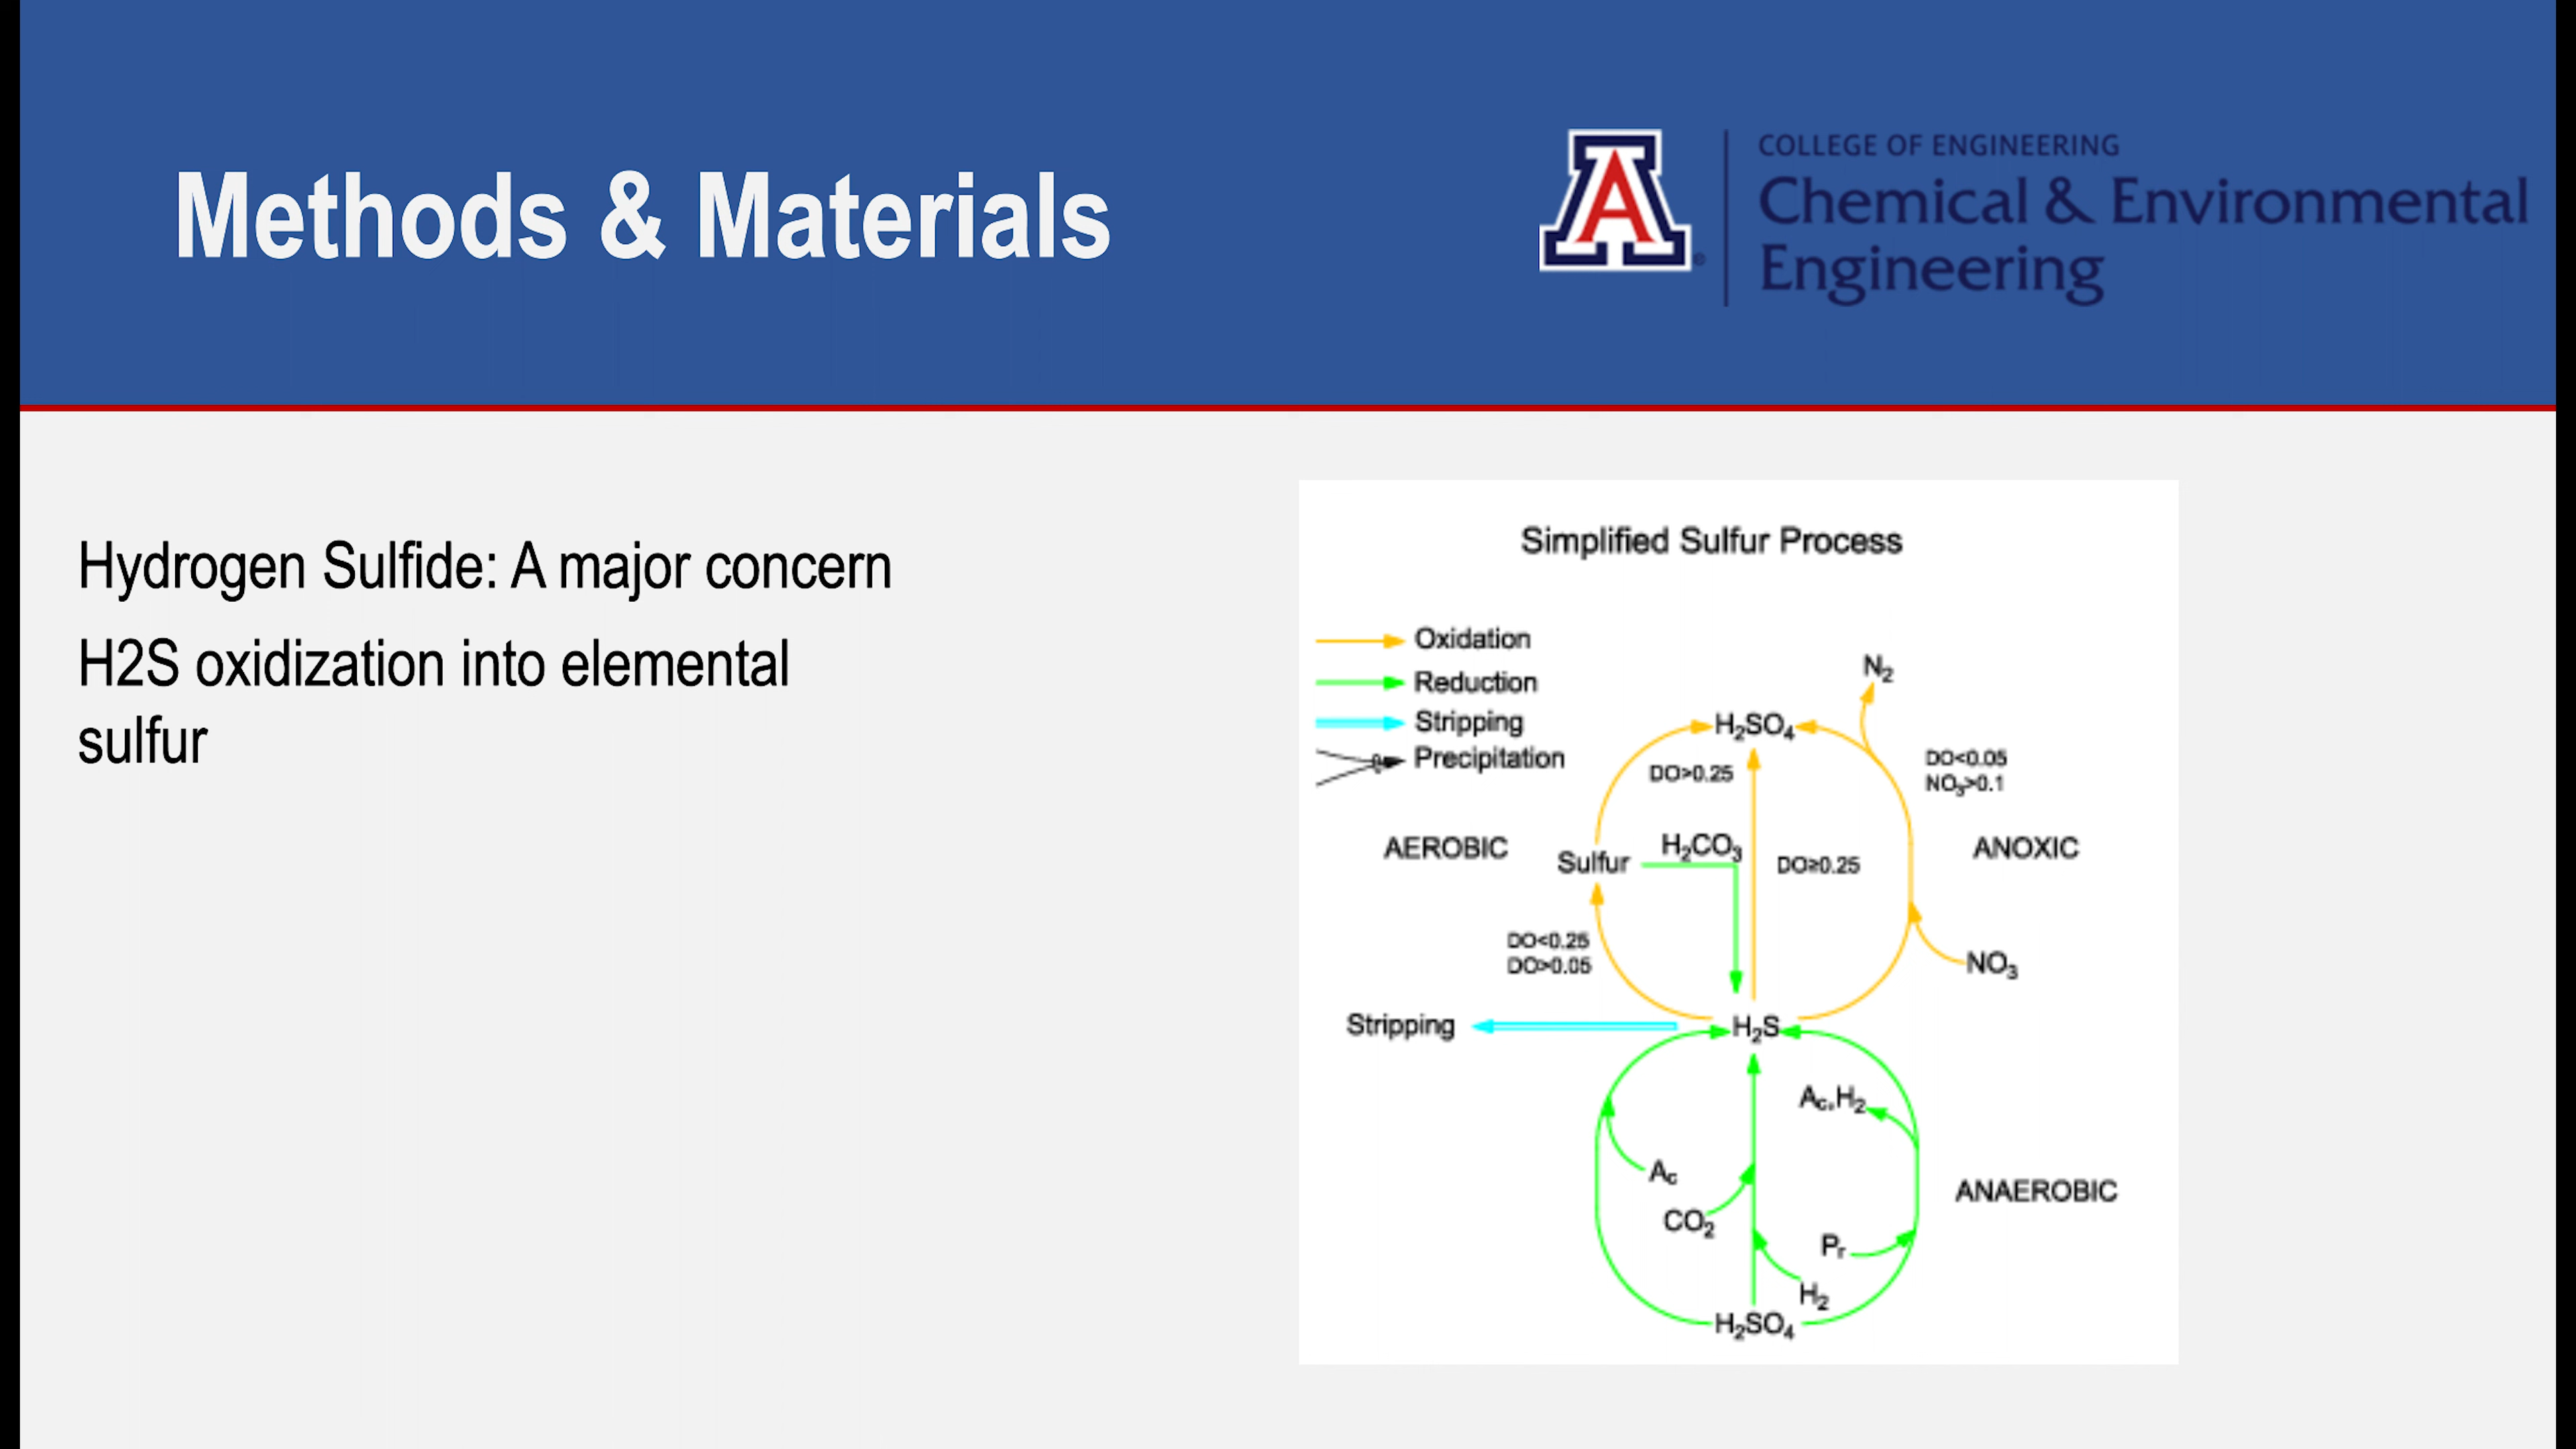 Methods & Materials
COLLEGE OF ENGINEERING
Chemical & Environmental
Engineering
Hydrogen Sulfide: A major concern
H2S oxidization into elemental
sulfur
Simplified Sulfur Process
Oxidation
Reduction
Stripping
Precipitation
N₂
H₂SO₄
DO>0.25
DO<0.05
NO₃>0.1
AEROBIC
H₂CO₃
ANOXIC
Sulfur
DO≥0.25
DO<0.25
DO>0.05
NO₃
Stripping
H₂S
Ac,H₂
Ac
ANAEROBIC
CO₂
Pr
H₂
H₂SO₄